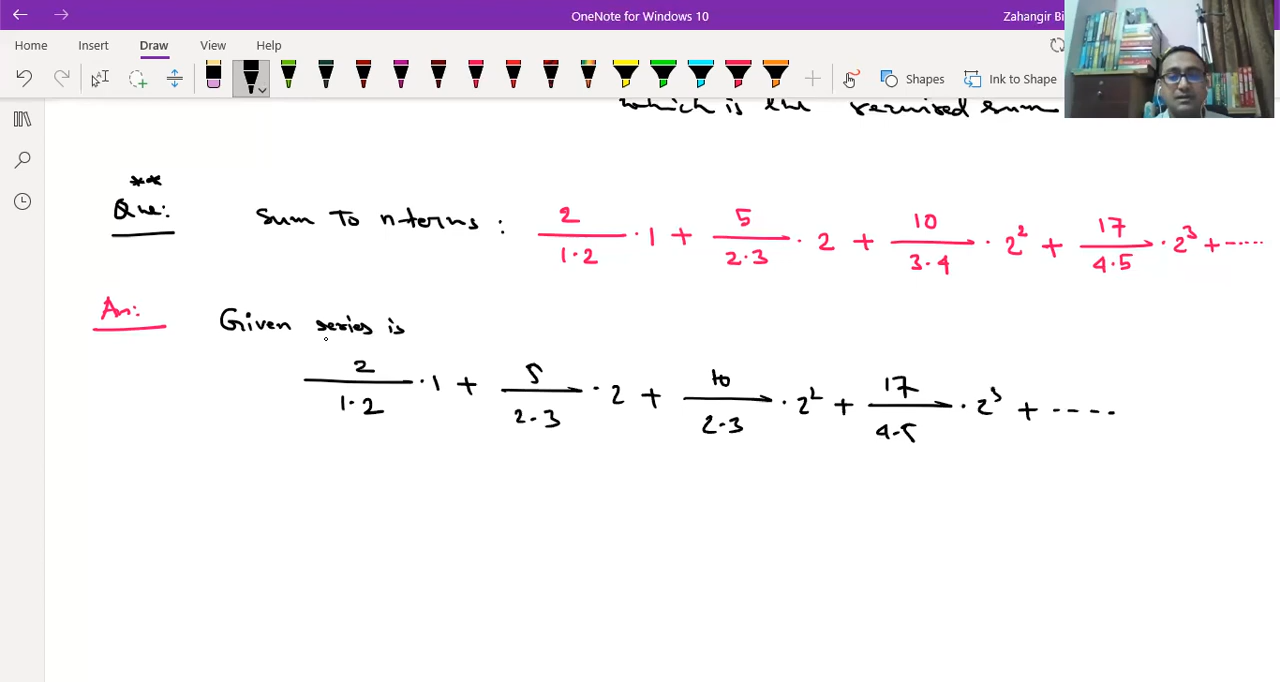 OneNote for Windows 10
Zahangir Bi
Home Insert Draw View Help
Shapes Ink to Shape
which is the required sum
**
Que: Sum To n terms : 2/1·2 · 1 + 5/2·3 · 2 + 10/3·4 · 2² + 17/4·5 · 2³ + .....
An:
Given series is
2/1·2 · 1 + 5/2·3 · 2 + 10/2·3 · 2² + 17/4·5 · 2³ + ----